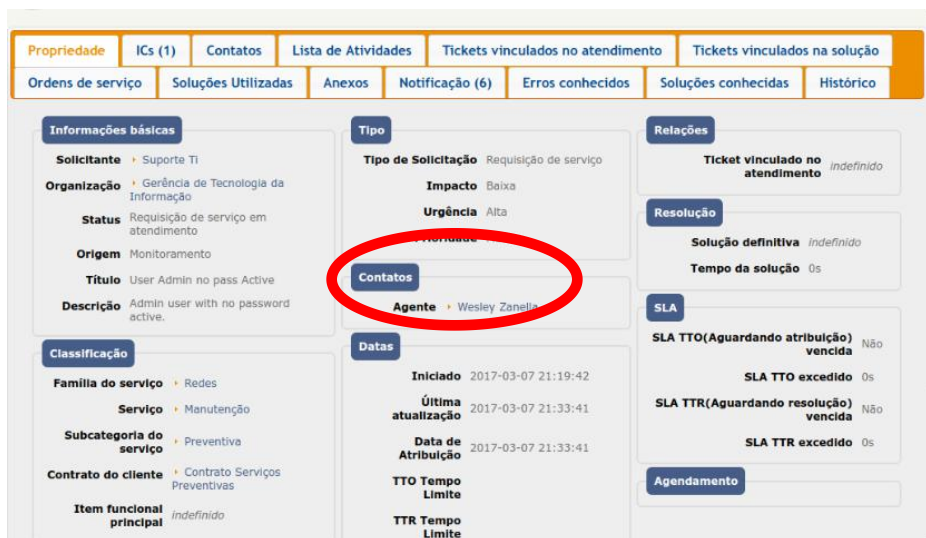 Propriedade ICs (1) Contatos Lista de Atividades Tickets vinculados no atendimento Tickets vinculados na solução
Ordens de serviço Soluções Utilizadas Anexos Notificação (6) Erros conhecidos Soluções conhecidas Histórico
Informações básicas
Solicitante Suporte Ti
Organização Gerência de Tecnologia da
Informação
Status Requisição de serviço em
atendimento
Origem Monitoramento
Título User Admin no pass Active
Descrição Admin user with no password
active.
Classificação
Família do serviço Redes
Serviço Manutenção
Subcategoria do
serviço Preventiva
Contrato do cliente Contrato Serviços
Preventivas
Item funcional
principal indefinido
Tipo
Tipo de Solicitação Requisição de serviço
Impacto Baixa
Urgência Alta
Contatos
Agente Wesley Zanella
Datas
Iniciado 2017-03-07 21:19:42
Última
atualização 2017-03-07 21:33:41
Data de
Atribuição 2017-03-07 21:33:41
TTO Tempo
Limite
TTR Tempo
Limite
Relações
Ticket vinculado no
atendimento indefinido
Resolução
Solução definitiva indefinido
Tempo da solução 0s
SLA
SLA TTO(Aguardando atribuição)
vencida Não
SLA TTO excedido 0s
SLA TTR(Aguardando resolução)
vencida Não
SLA TTR excedido 0s
Agendamento